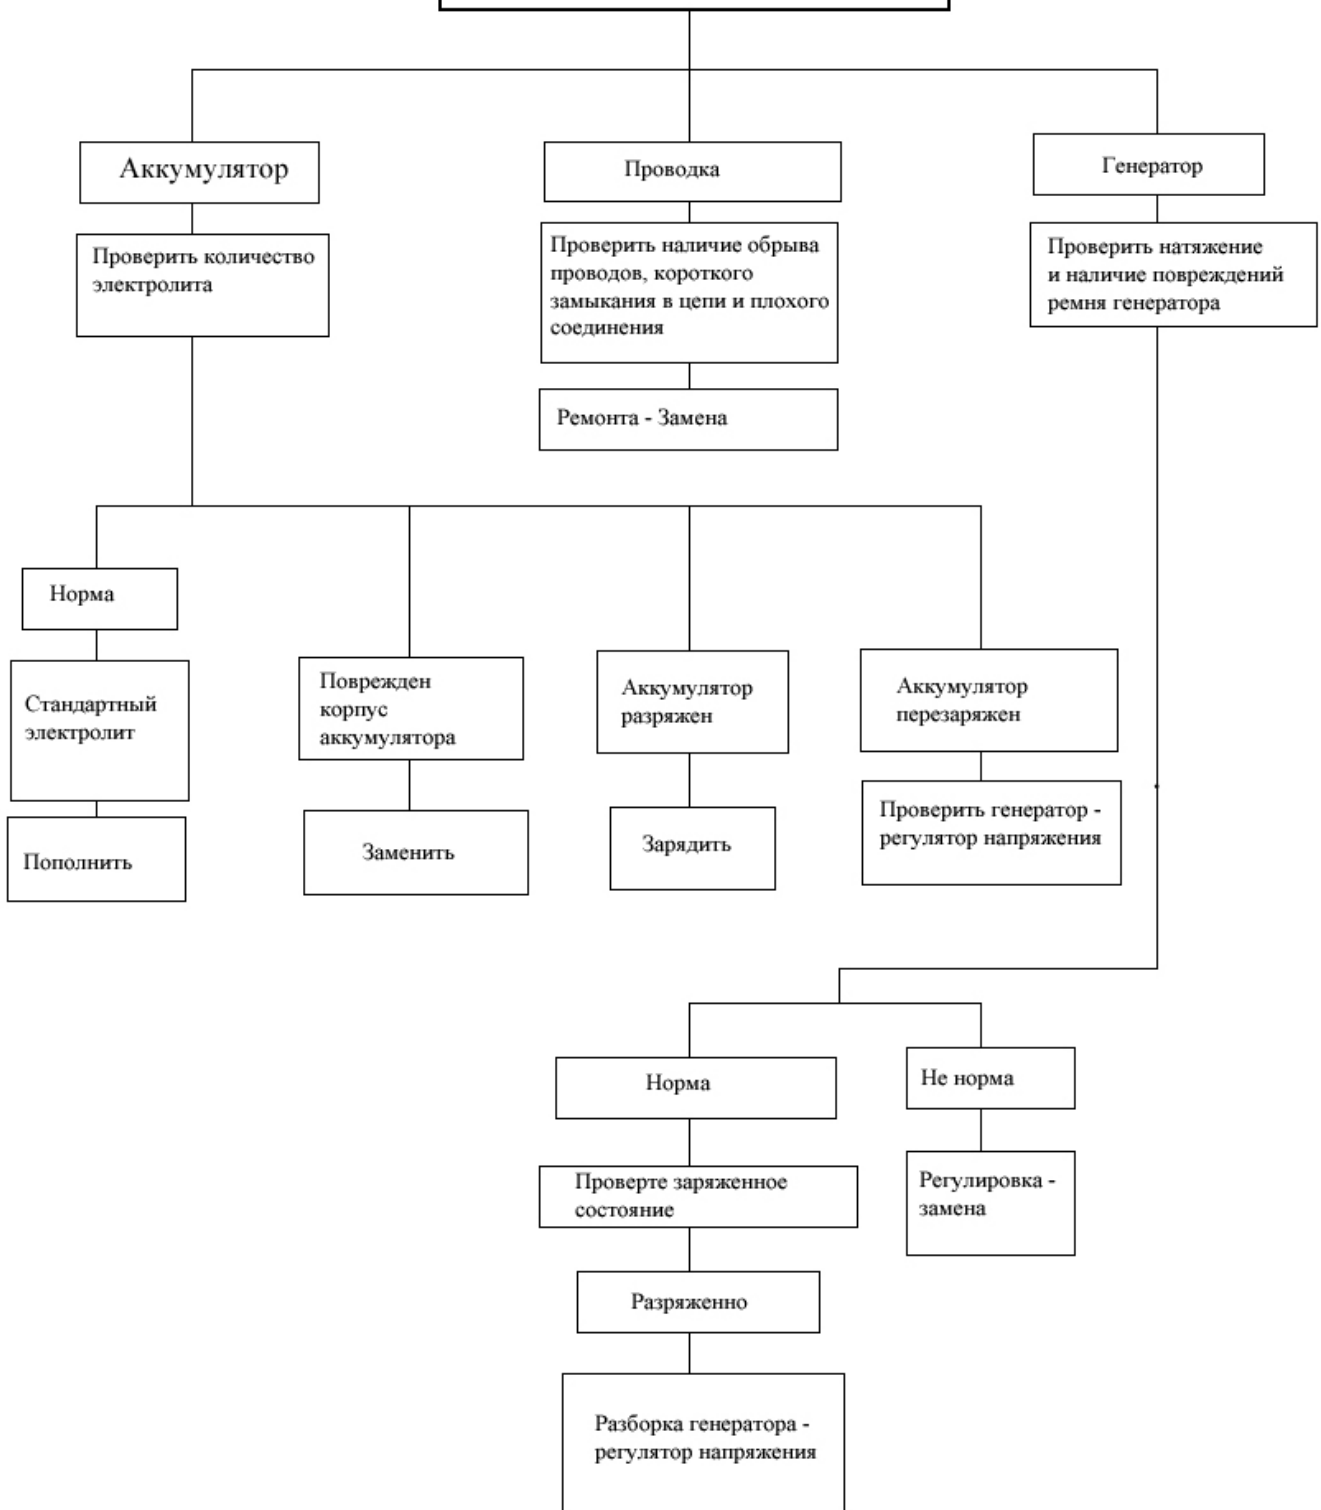 Аккумулятор
Проводка
Генератор
Проверить количество
электролита
Проверить наличие обрыва
проводов, короткого
замыкания в цепи и плохого
соединения
Проверить натяжение
и наличие повреждений
ремня генератора
Ремонта - Замена
Норма
Стандартный
электролит
Пополнить
Поврежден
корпус
аккумулятора
Заменить
Аккумулятор
разряжен
Зарядить
Аккумулятор
перезаряжен
Проверить генератор -
регулятор напряжения
Норма
Не норма
Проверте заряженное
состояние
Регулировка -
замена
Разряженно
Разборка генератора -
регулятор напряжения